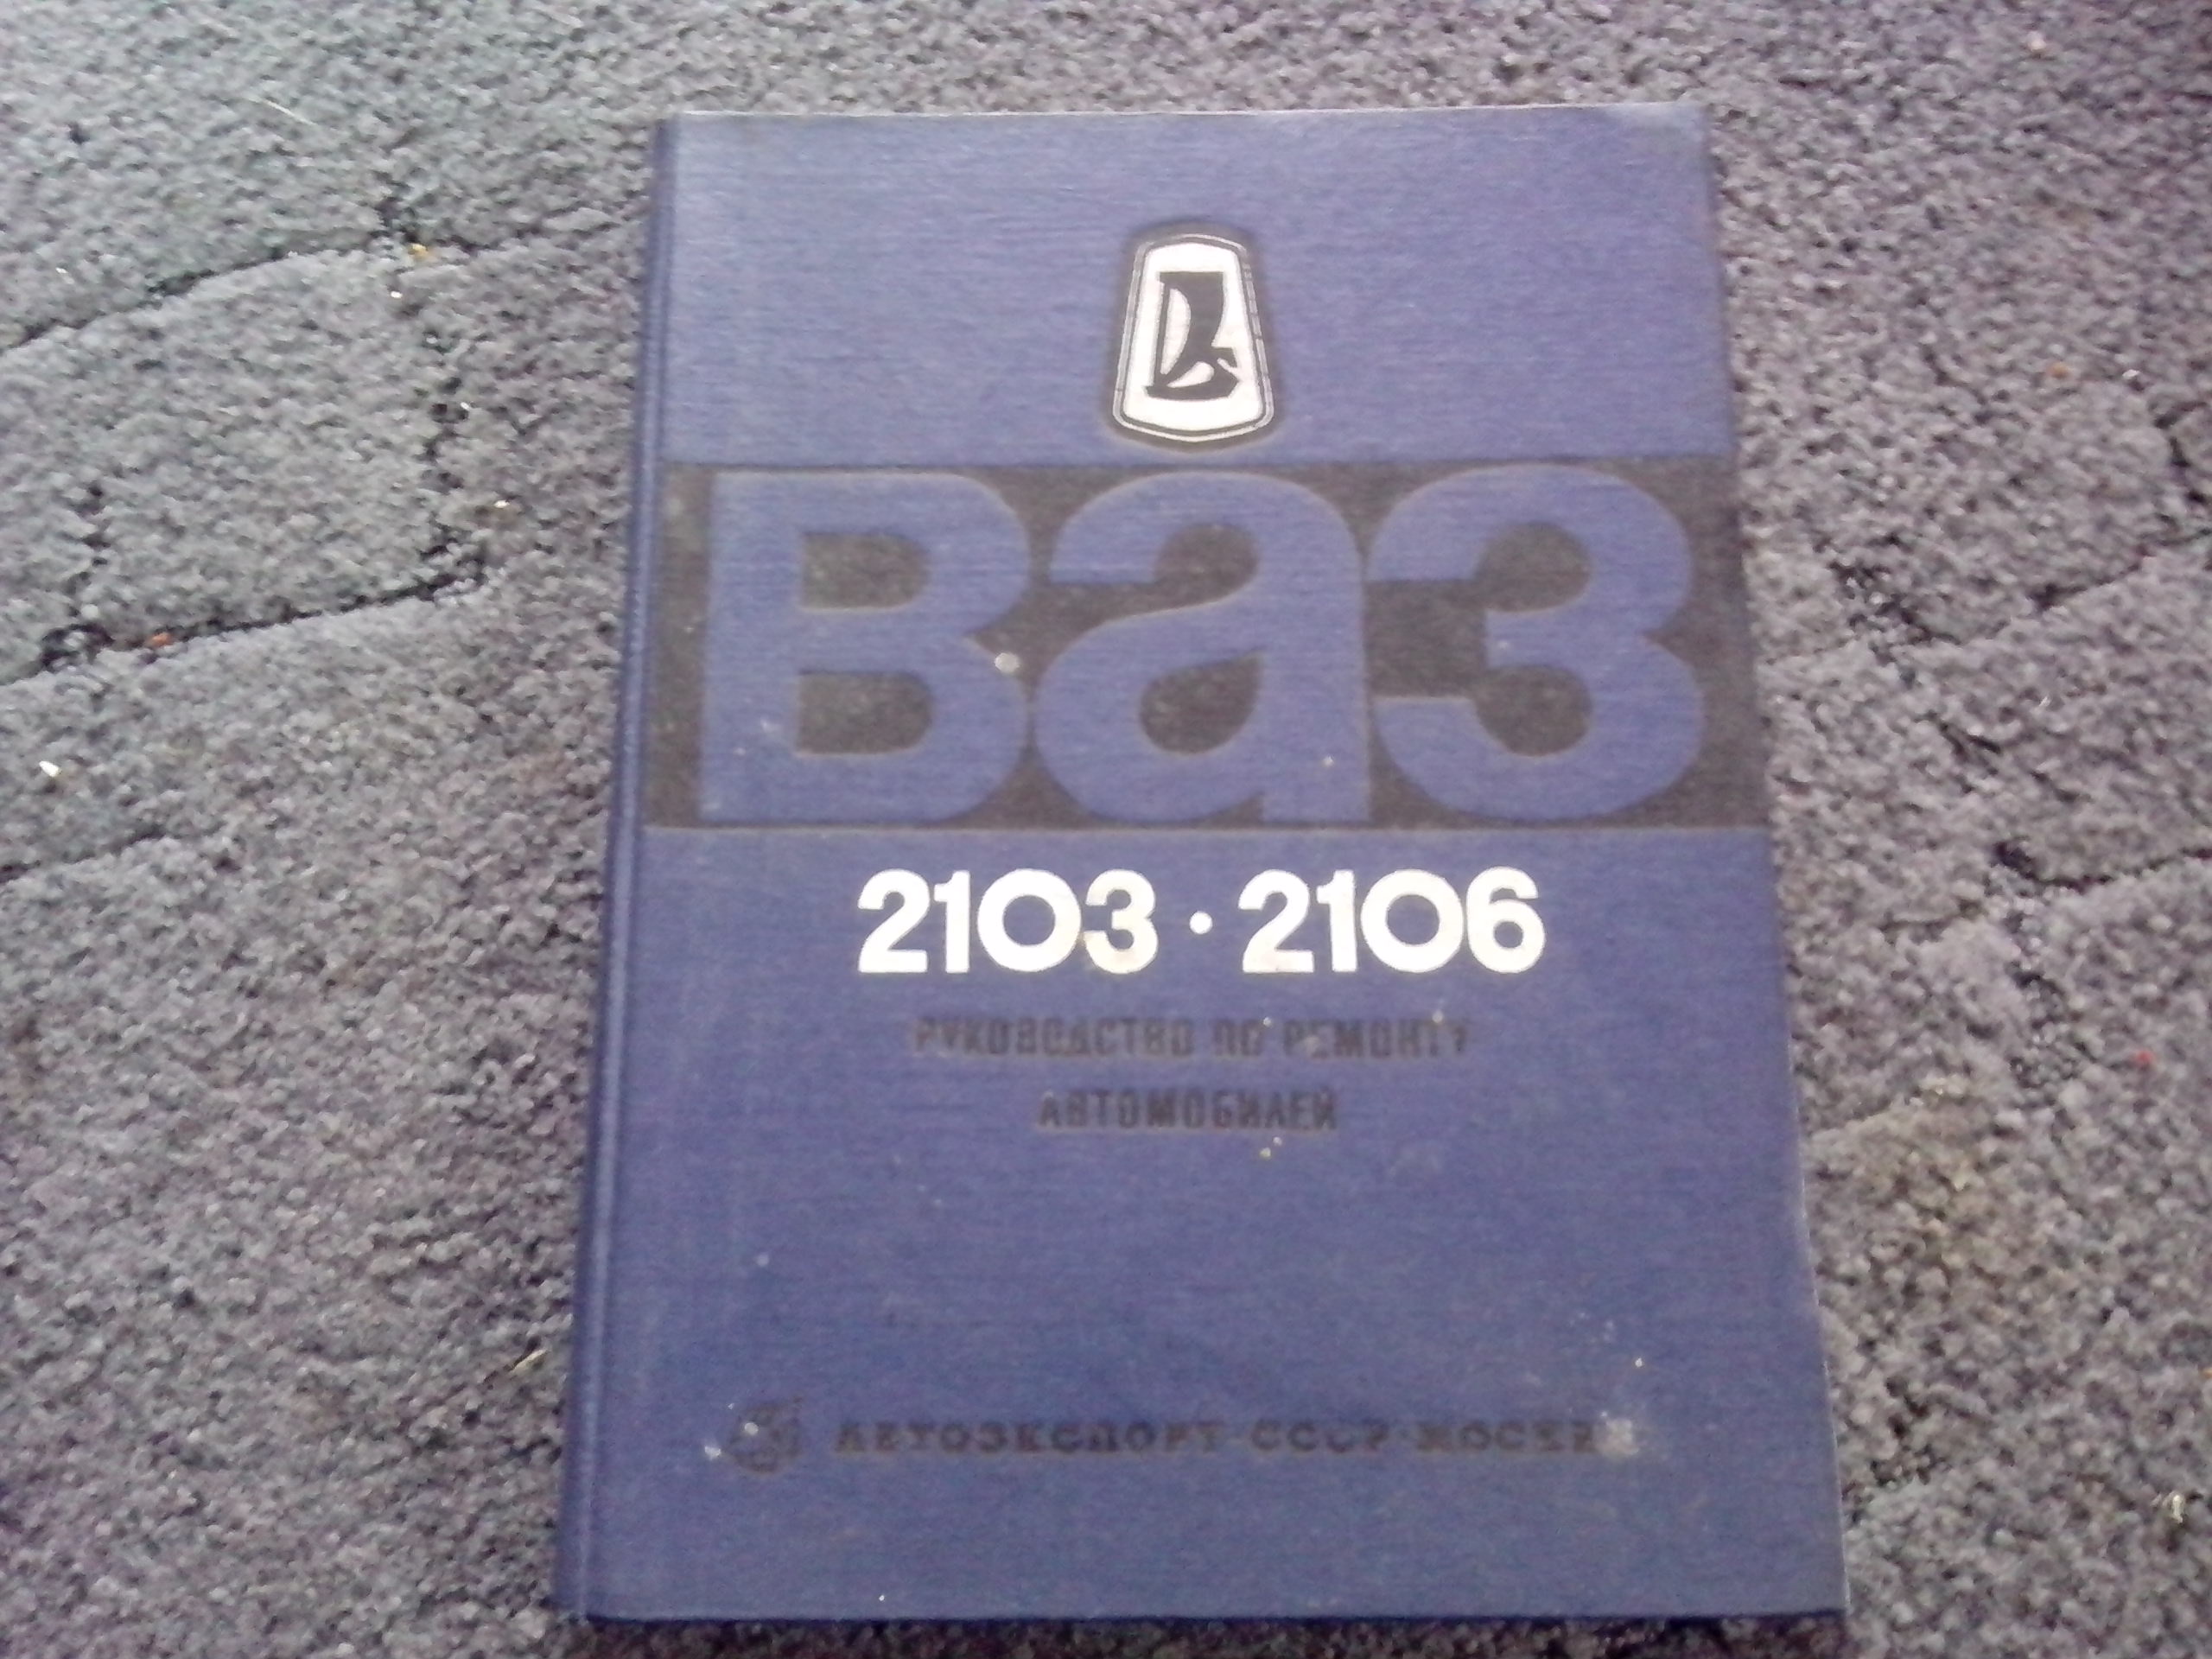 Ваз
2103 · 2106
РУКОВОДСТВО ПО РЕМОНТУ
АВТОМОБИЛЕЙ
АВТОЭКСПОРТ·СССР·МОСКВА